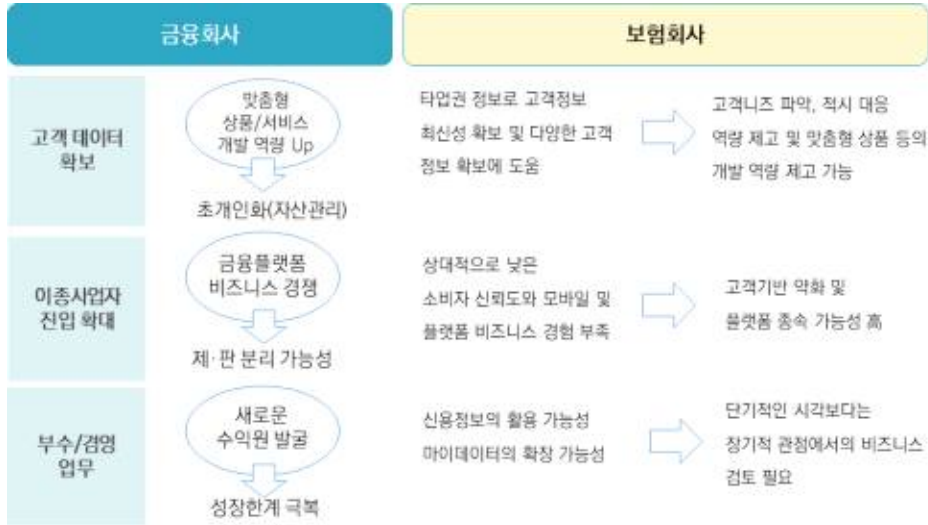 금융회사
보험회사
고객 데이터
확보
맞춤형
상품/서비스
개발 역량 Up
초개인화(자산관리)
타업권 정보로 고객정보
최신성 확보 및 다양한 고객
정보 확보에 도움
고객니즈 파악, 적시 대응
역량 제고 및 맞춤형 상품 등의
개발 역량 제고 가능
이종사업자
진입 확대
금융플랫폼
비즈니스 경쟁
제·판 분리 가능성
상대적으로 낮은
소비자 신뢰도와 모바일 및
플랫폼 비즈니스 경험 부족
고객기반 약화 및
플랫폼 종속 가능성 高
부수/겸영
업무
새로운
수익원 발굴
성장한계 극복
신용정보의 활용 가능성
마이데이터의 확장 가능성
단기적인 시각보다는
장기적 관점에서의 비즈니스
검토 필요